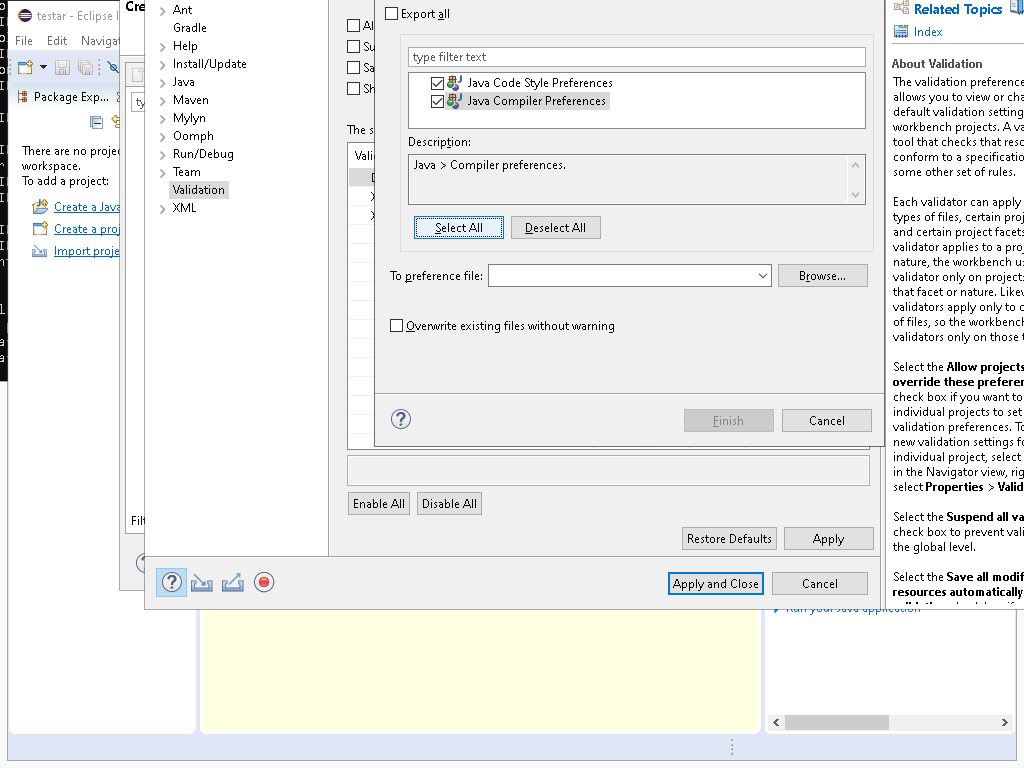 testar - Eclipse I
File Edit Navigat
Package Exp...
There are no proje
workspace.
To add a project:
Create a Java
Create a proj
Import proje
Cre
ty
Filt
Ant
Gradle
Help
Install/Update
Java
Maven
Mylyn
Oomph
Run/Debug
Team
Validation
XML
Al
Su
Sa
Sh
The s
Vali
Export all
type filter text
Java Code Style Preferences
Java Compiler Preferences
Description:
Java > Compiler preferences.
Select All
Deselect All
To preference file:
Browse...
Overwrite existing files without warning
Finish
Cancel
Enable All
Disable All
Restore Defaults
Apply
Apply and Close
Cancel
Related Topics
Index
About Validation
The validation preference
allows you to view or cha
default validation setting
workbench projects. A va
tool that checks that reso
conform to a specificatio
some other set of rules.
Each validator can apply
types of files, certain proj
and certain project facets
validator applies to a proj
nature, the workbench u
validator only on projects
that facet or nature. Likev
validators apply only to c
of files, so the workbench
validators only on those t
Select the Allow projects
override these preferen
check box if you want to
individual projects to set
validation preferences. To
new validation settings fo
individual project, select
in the Navigator view, rig
select Properties > Valid
Select the Suspend all va
check box to prevent vali
the global level.
Select the Save all modif
resources automatically
Run your Java application